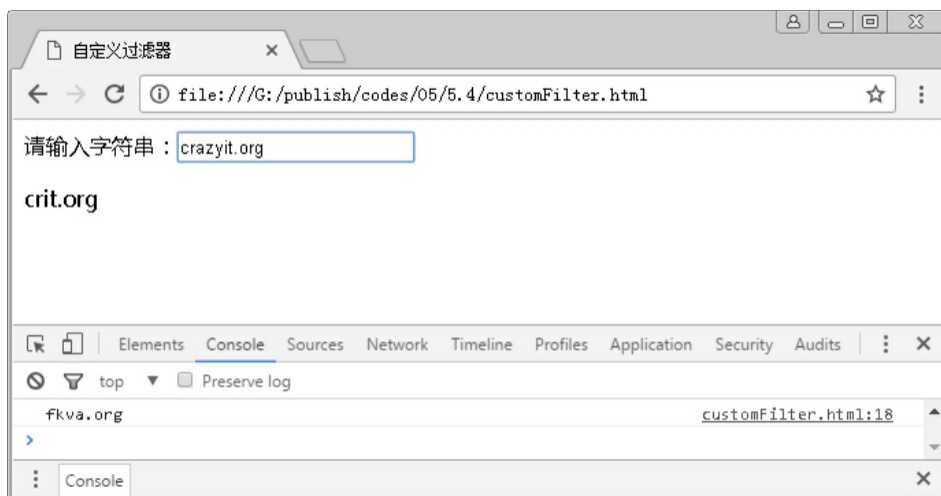 自定义过滤器
file:///G:/publish/codes/05/5.4/customFilter.html
请输入字符串：crazyit.org
crit.org
Elements Console Sources Network Timeline Profiles Application Security Audits
top Preserve log
fkva.org customFilter.html:18
Console